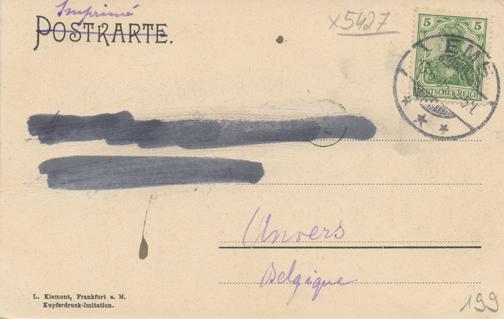 Imprimé
POSTKARTE.
x5427
5 5
EMS
DEUTSCHES REICH
Anvers
Belgique
L. Klement, Frankfurt a. M.
Kupferdruck-Imitation.
199